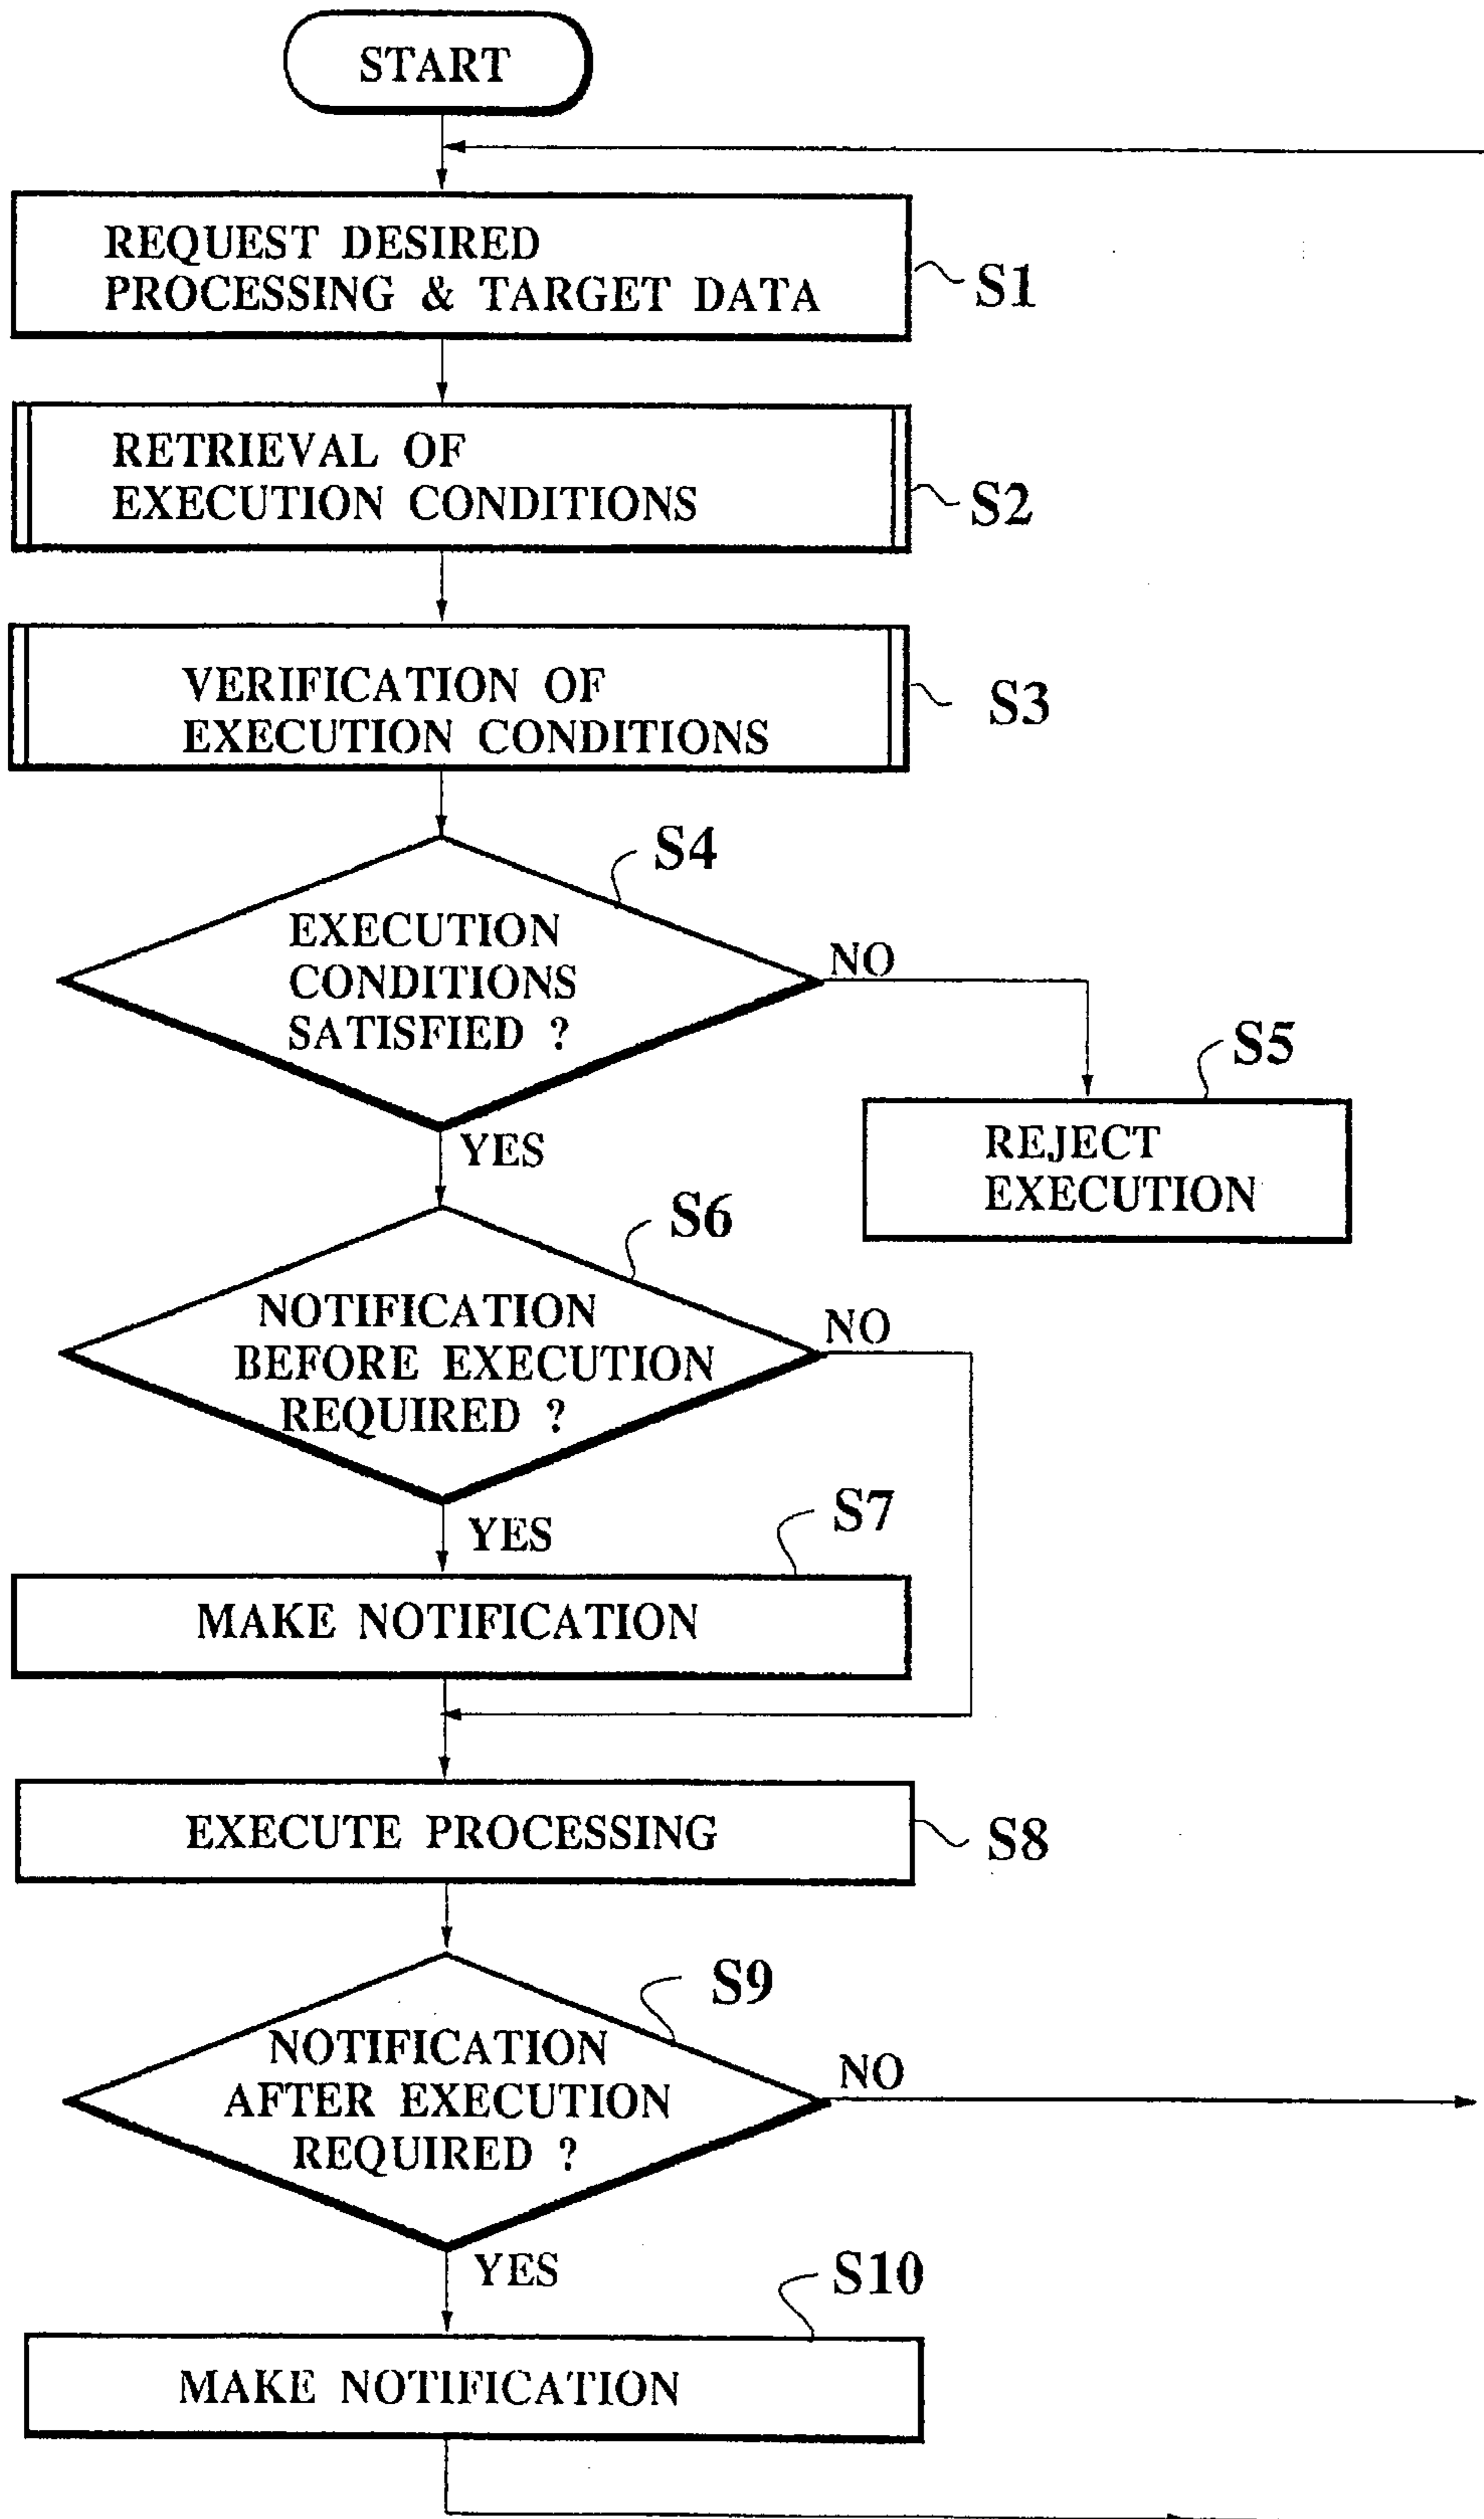 START
REQUEST DESIRED
PROCESSING & TARGET DATA
S1
RETRIEVAL OF
EXECUTION CONDITIONS
S2
VERIFICATION OF
EXECUTION CONDITIONS
S3
S4
EXECUTION
CONDITIONS
SATISFIED ?
NO
YES
S5
REJECT
EXECUTION
S6
NOTIFICATION
BEFORE EXECUTION
REQUIRED ?
NO
YES
S7
MAKE NOTIFICATION
EXECUTE PROCESSING
S8
S9
NOTIFICATION
AFTER EXECUTION
REQUIRED ?
NO
YES
S10
MAKE NOTIFICATION